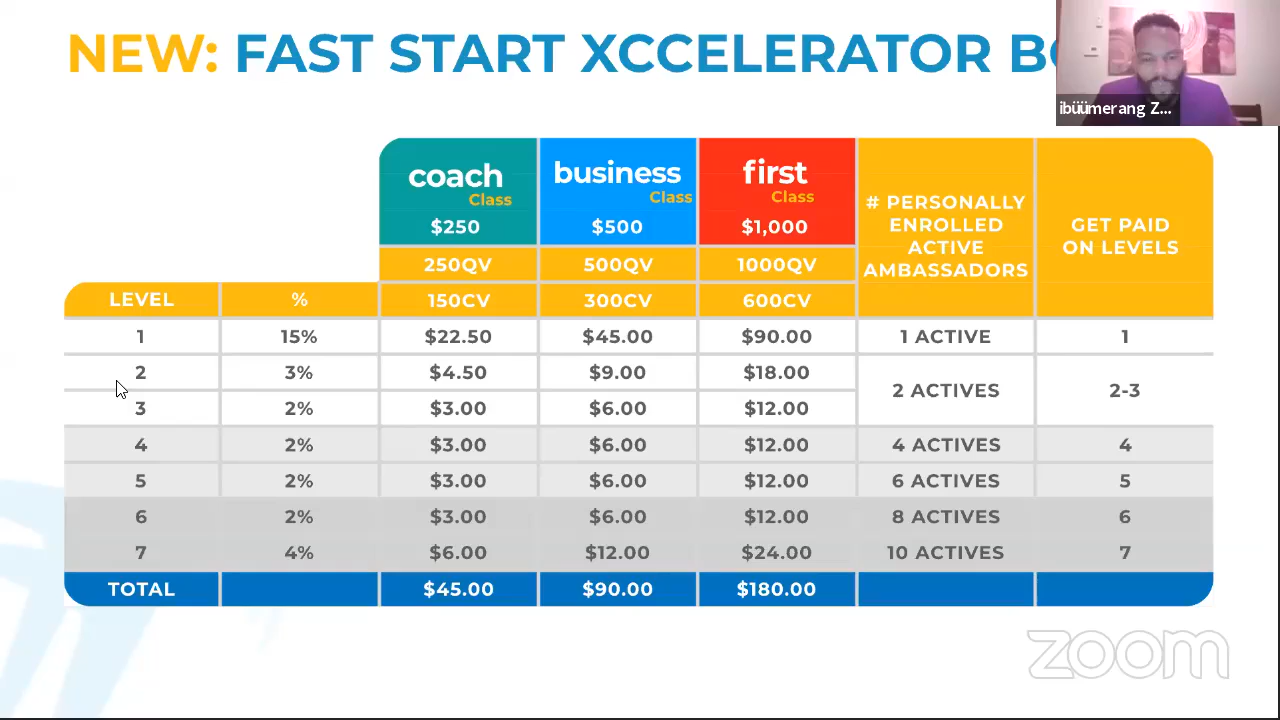 NEW: FAST START XCCELERATOR
ibüümerang Z...
coach
Class
$250
business
Class
$500
first
Class
$1,000
# PERSONALLY
ENROLLED
ACTIVE
AMBASSADORS
GET PAID
ON LEVELS
250QV 500QV 1000QV
LEVEL % 150CV 300CV 600CV
1 15% $22.50 $45.00 $90.00 1 ACTIVE 1
2 3% $4.50 $9.00 $18.00
2 ACTIVES 2-3
3 2% $3.00 $6.00 $12.00
4 2% $3.00 $6.00 $12.00 4 ACTIVES 4
5 2% $3.00 $6.00 $12.00 6 ACTIVES 5
6 2% $3.00 $6.00 $12.00 8 ACTIVES 6
7 4% $6.00 $12.00 $24.00 10 ACTIVES 7
TOTAL $45.00 $90.00 $180.00
zoom